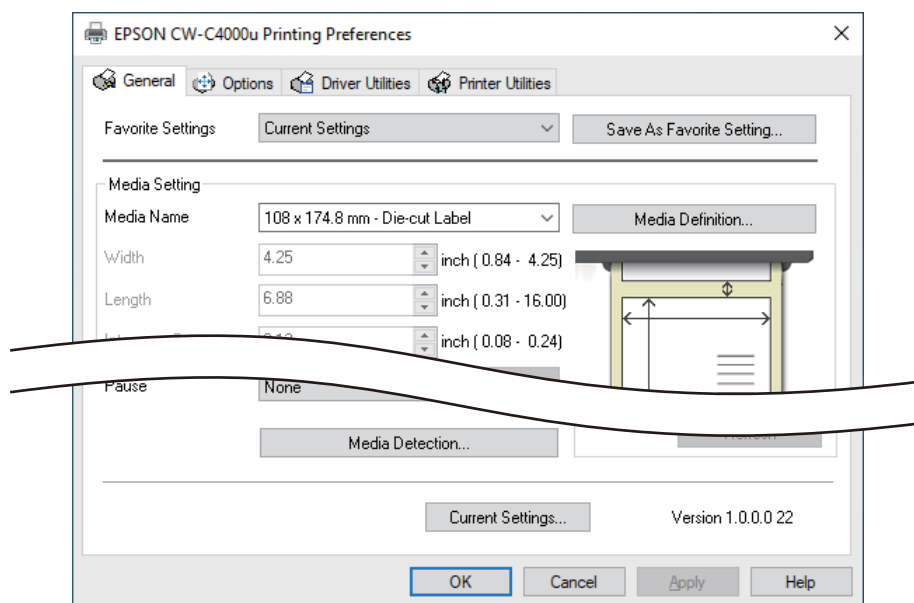 EPSON CW-C4000u Printing Preferences
General Options Driver Utilities Printer Utilities
Favorite Settings Current Settings Save As Favorite Setting...
Media Setting
Media Name 108 x 174.8 mm - Die-cut Label Media Definition...
Width 4.25 inch ( 0.84 - 4.25)
Length 6.88 inch ( 0.31 - 16.00)
inch ( 0.08 - 0.24)
Pause None
Media Detection...
Current Settings... Version 1.0.0.0 22
OK Cancel Apply Help